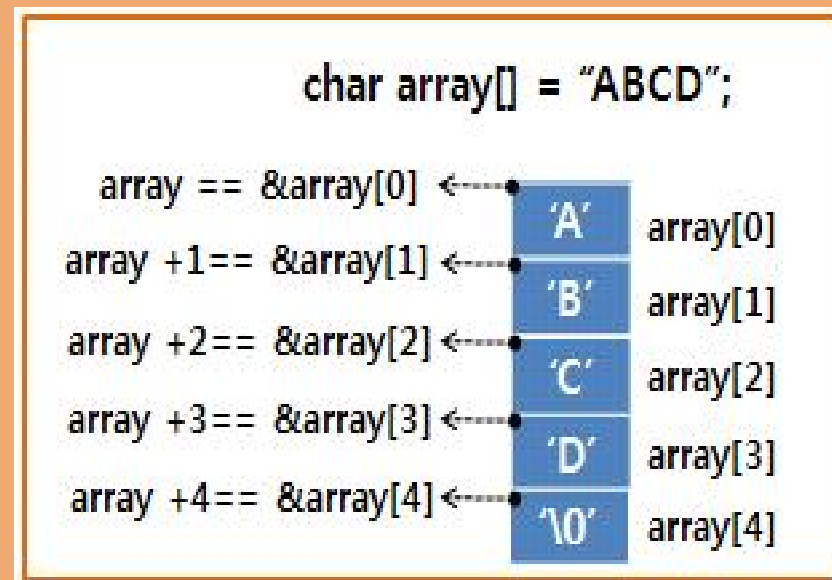 char array[] = “ABCD”;
array == &array[0]
‘A’
array[0]
array +1== &array[1]
‘B’
array[1]
array +2== &array[2]
‘C’
array[2]
array +3== &array[3]
‘D’
array[3]
array +4== &array[4]
‘\0’
array[4]